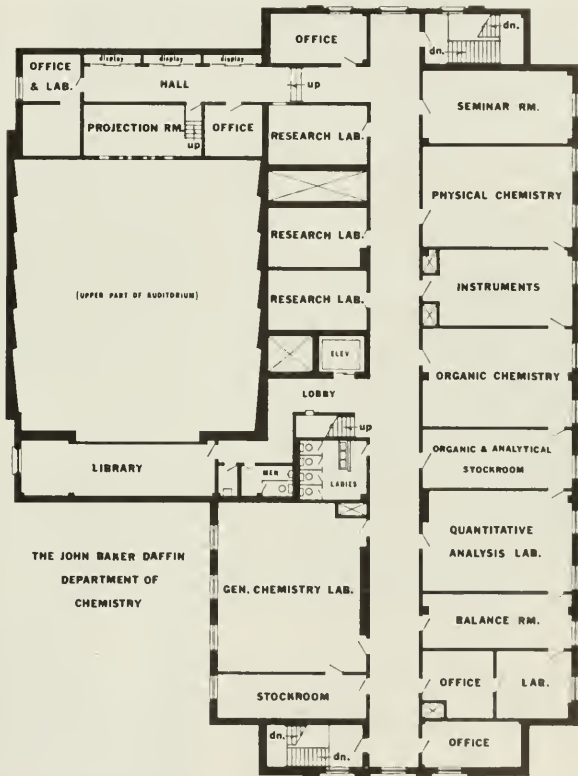 OFFICE
dn.
dn.
display
display
display
OFFICE
& LAB.
HALL
up
SEMINAR RM.
PROJECTION RM.
OFFICE
up
RESEARCH LAB.
PHYSICAL CHEMISTRY
RESEARCH LAB.
INSTRUMENTS
RESEARCH LAB.
(UPPER PART OF AUDITORIUM)
ELEV
ORGANIC CHEMISTRY
LOBBY
up
LIBRARY
MEN
LADIES
ORGANIC & ANALYTICAL
STOCKROOM
THE JOHN BAKER DAFFIN
DEPARTMENT OF
CHEMISTRY
QUANTITATIVE
ANALYSIS LAB.
GEN. CHEMISTRY LAB.
BALANCE RM.
STOCKROOM
OFFICE
LAB.
dn.
dn.
OFFICE